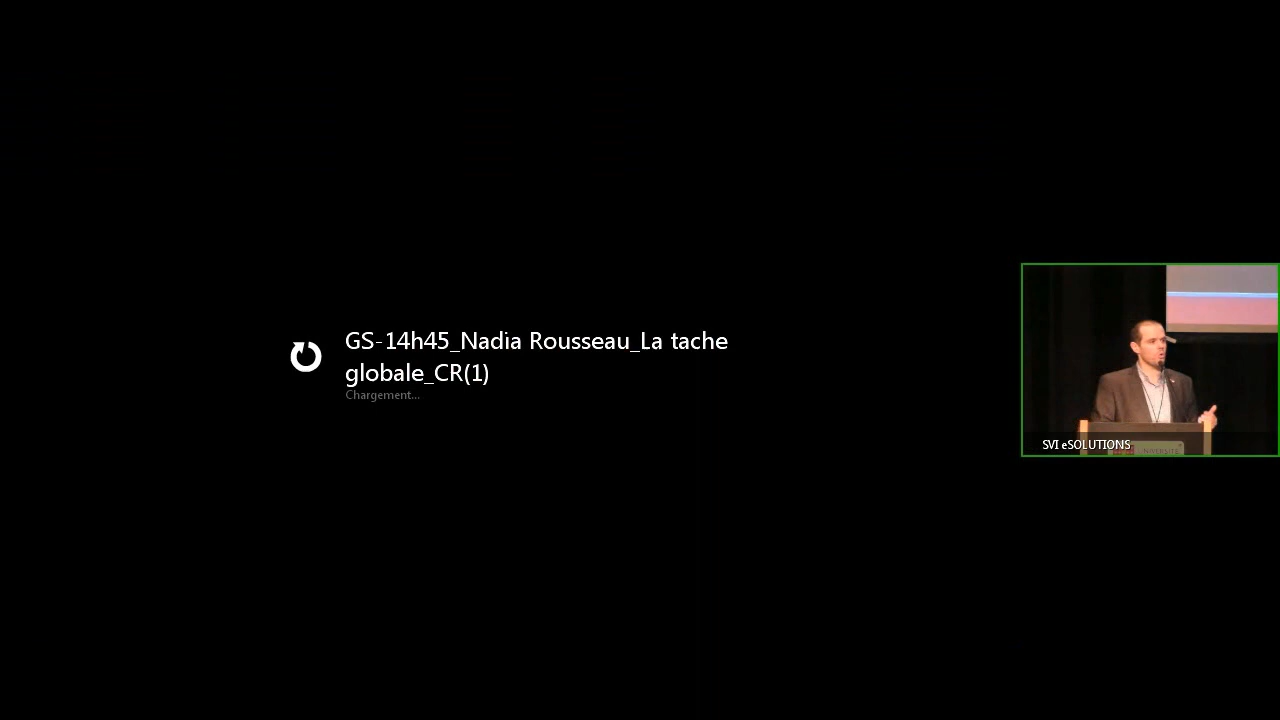 GS-14h45_Nadia Rousseau_La tache
globale_CR(1)
Chargement...
SVI eSOLUTIONS